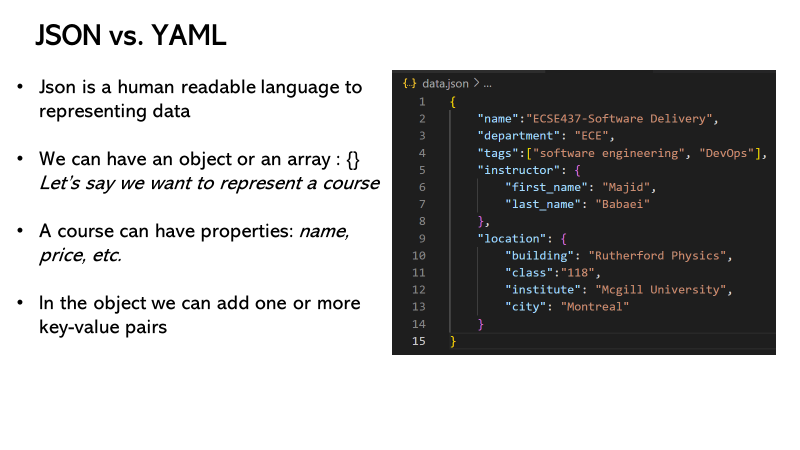 JSON vs. YAML
• Json is a human readable language to
representing data
• We can have an object or an array : {}
Let's say we want to represent a course
• A course can have properties: name,
price, etc.
• In the object we can add one or more
key-value pairs
{..} data.json > ...
1 {
2 "name":"ECSE437-Software Delivery",
3 "department": "ECE",
4 "tags":["software engineering", "DevOps"],
5 "instructor": {
6 "first_name": "Majid",
7 "last_name": "Babaei"
8 },
9 "location": {
10 "building": "Rutherford Physics",
11 "class":"118",
12 "institute": "Mcgill University",
13 "city": "Montreal"
14 }
15 }